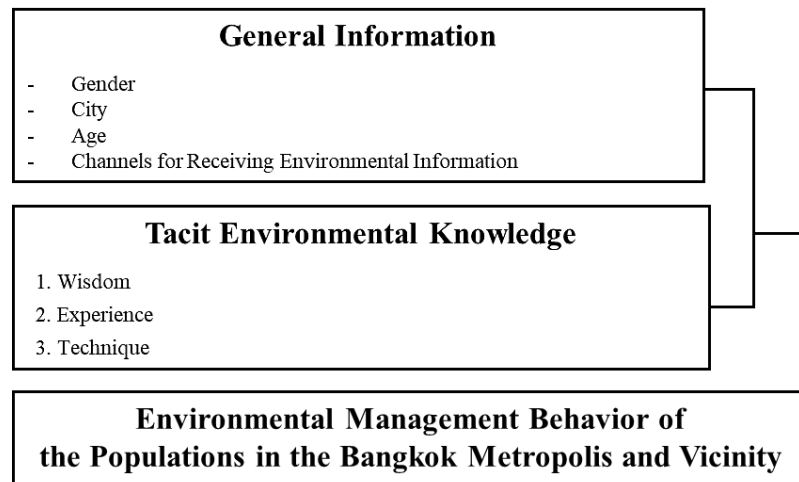 General Information
- Gender
- City
- Age
- Channels for Receiving Environmental Information
Tacit Environmental Knowledge
1. Wisdom
2. Experience
3. Technique
Environmental Management Behavior of
the Populations in the Bangkok Metropolis and Vicinity